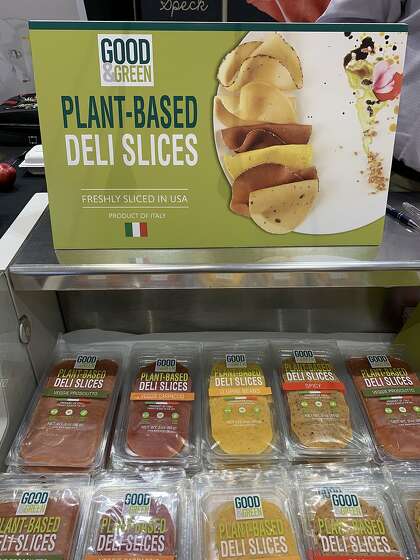 Speck
GOOD
&GREEN
PLANT-BASED
DELI SLICES
FRESHLY SLICED IN USA
PRODUCT OF ITALY
GOOD
PLANT-BASED
DELI SLICES
VEGGIE PROSCIUTTO
GOOD
PLANT-BASED
DELI SLICES
VEGGIE CARPACCIO
GOOD
PLANT-BASED
DELI SLICES
GOOD
PLANT-BASED
DELI SLICES
SPICY
GOOD
PLANT-BASED
DELI SLICES
VEGGIE PROSCIUTTO
GOOD
&GREEN
PLANT-BASED
DELI SLICES
GOOD
&GREEN
PLANT-BASED
DELI SLICES
GOOD
&GREEN
PLANT-BASED
DELI SLICES
GOOD
&GREEN
PLANT-BASED
DELI SLICES